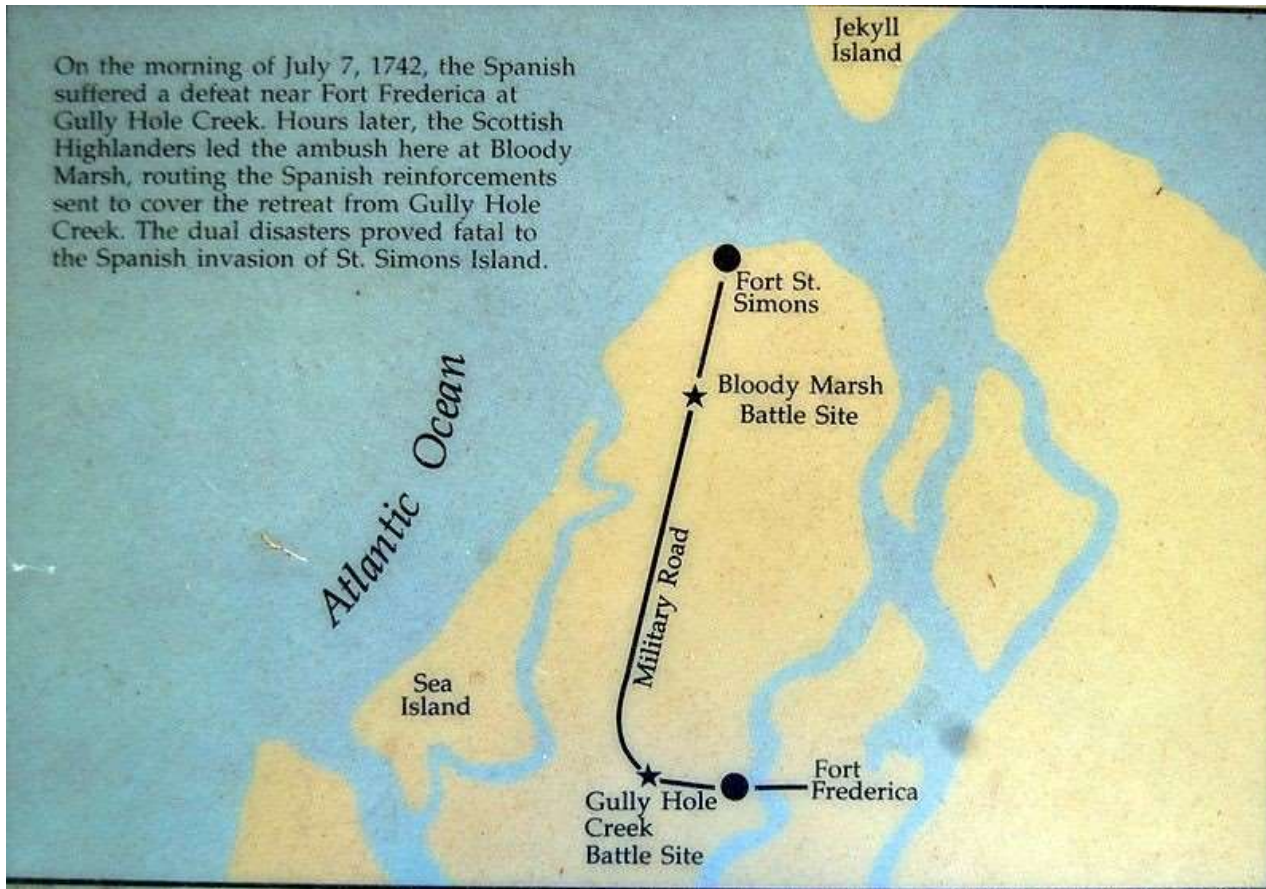 On the morning of July 7, 1742, the Spanish
suffered a defeat near Fort Frederica at
Gully Hole Creek. Hours later, the Scottish
Highlanders led the ambush here at Bloody
Marsh, routing the Spanish reinforcements
sent to cover the retreat from Gully Hole
Creek. The dual disasters proved fatal to
the Spanish invasion of St. Simons Island.
Jekyll
Island
Fort St.
Simons
Bloody Marsh
Battle Site
Atlantic Ocean
Military Road
Sea
Island
Fort
Frederica
Gully Hole
Creek
Battle Site